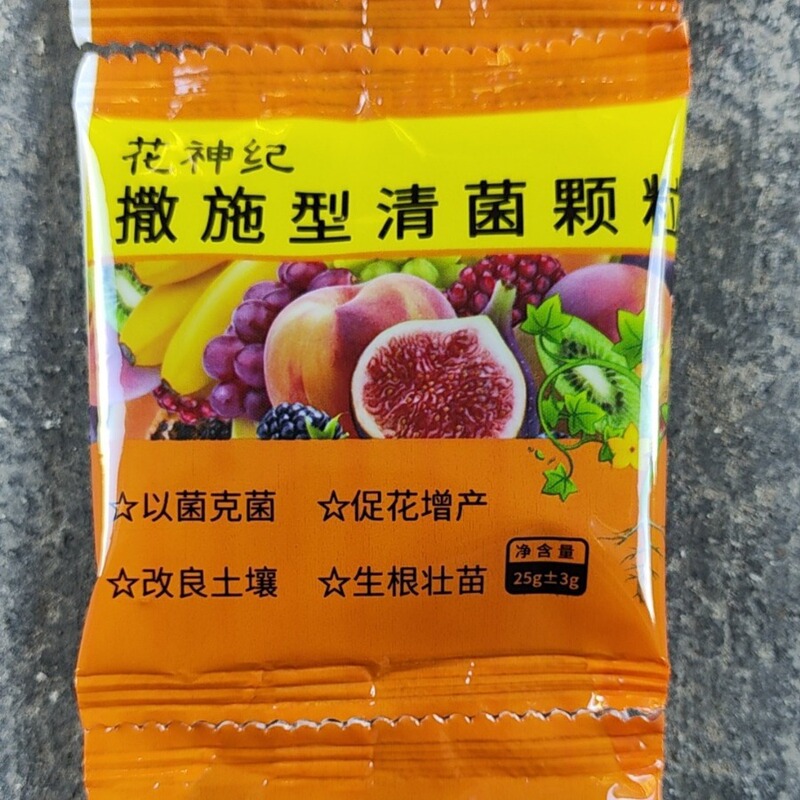 花神纪
撒施型清菌颗粒
☆以菌克菌 ☆促花增产
☆改良土壤 ☆生根壮苗
净含量
25g±3g